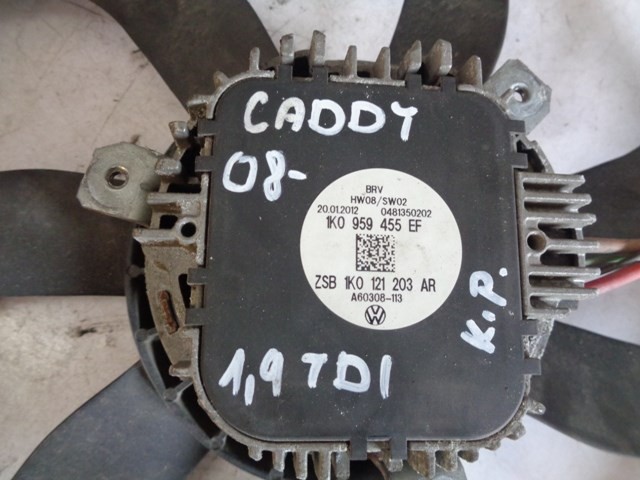 CADDY
08-
BRV
HW08/SW02
20.01.2012 0481350202
1K0 959 455 EF
ZSB 1K0 121 203 AR
A60308-113
K.P.
1,9 TDI